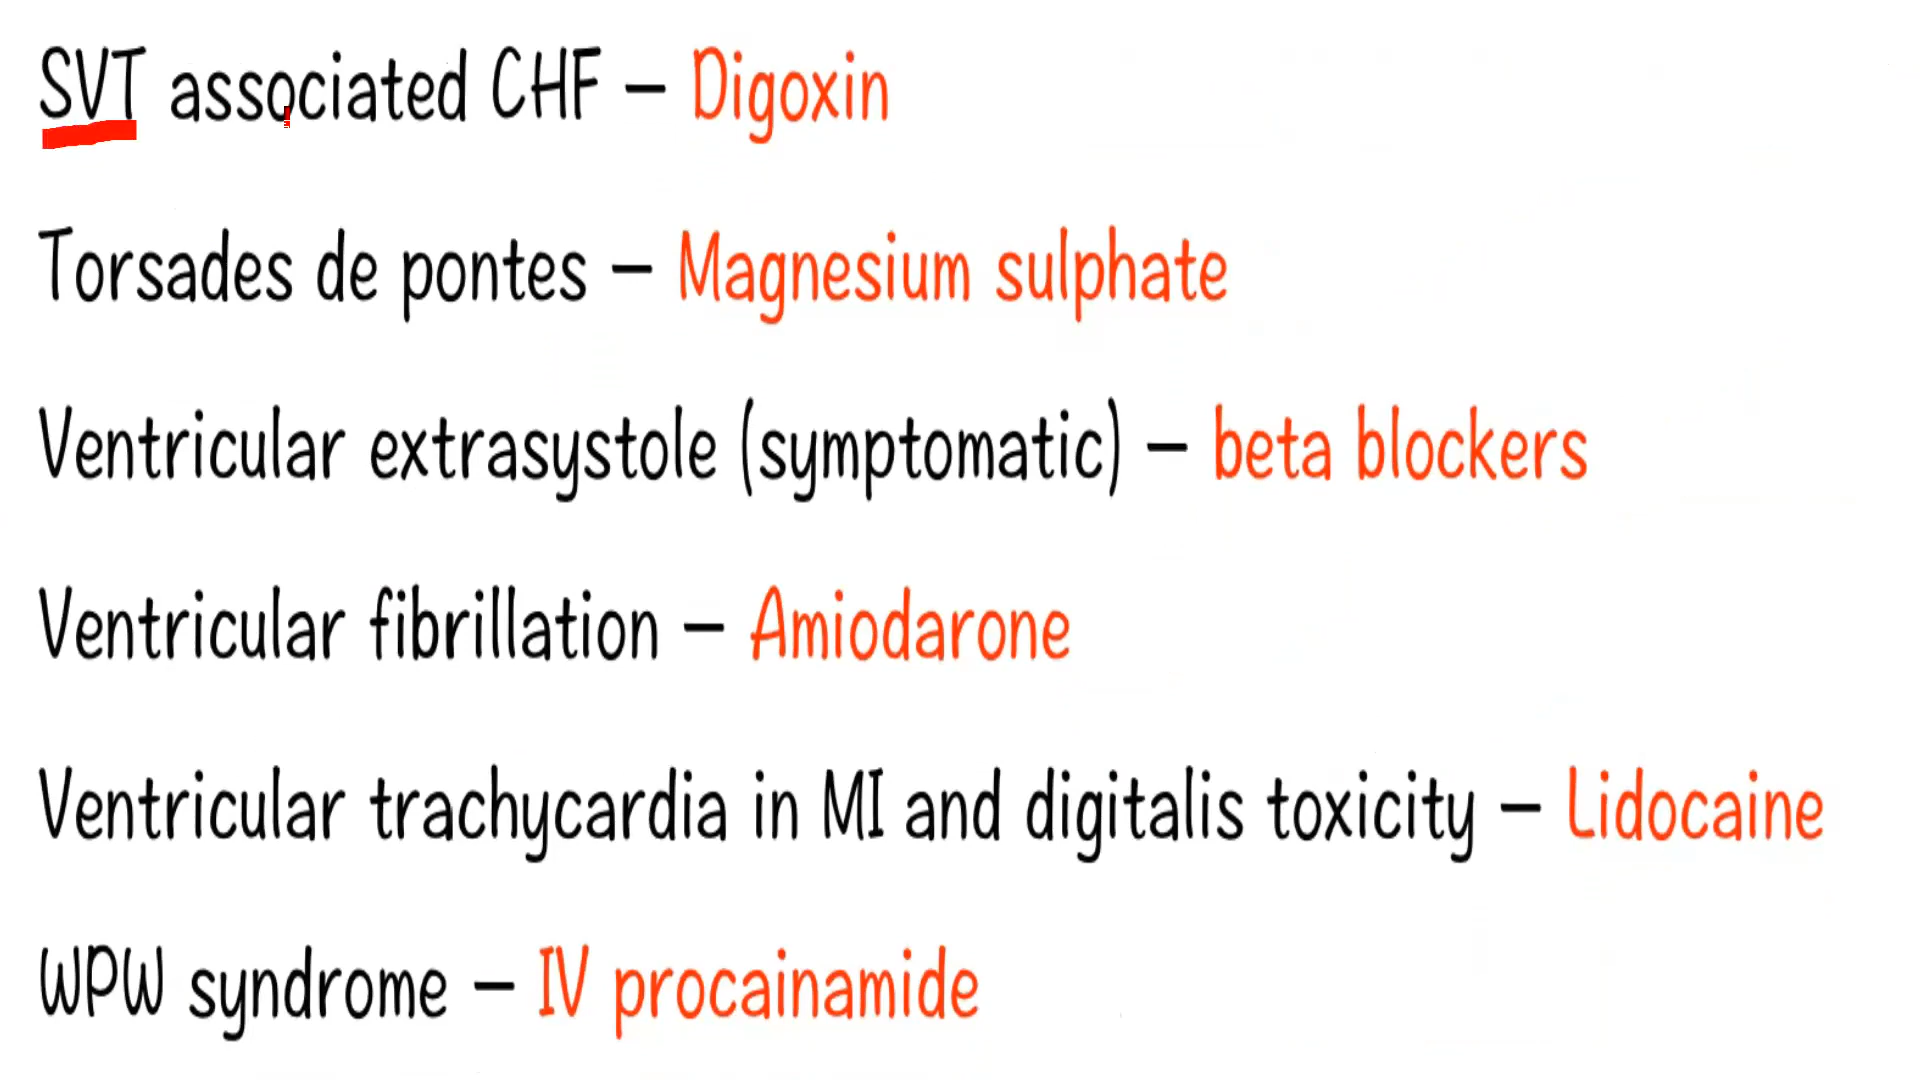 SVT associated CHF – Digoxin
Torsades de pontes – Magnesium sulphate
Ventricular extrasystole (symptomatic) – beta blockers
Ventricular fibrillation – Amiodarone
Ventricular trachycardia in MI and digitalis toxicity – Lidocaine
WPW syndrome – IV procainamide